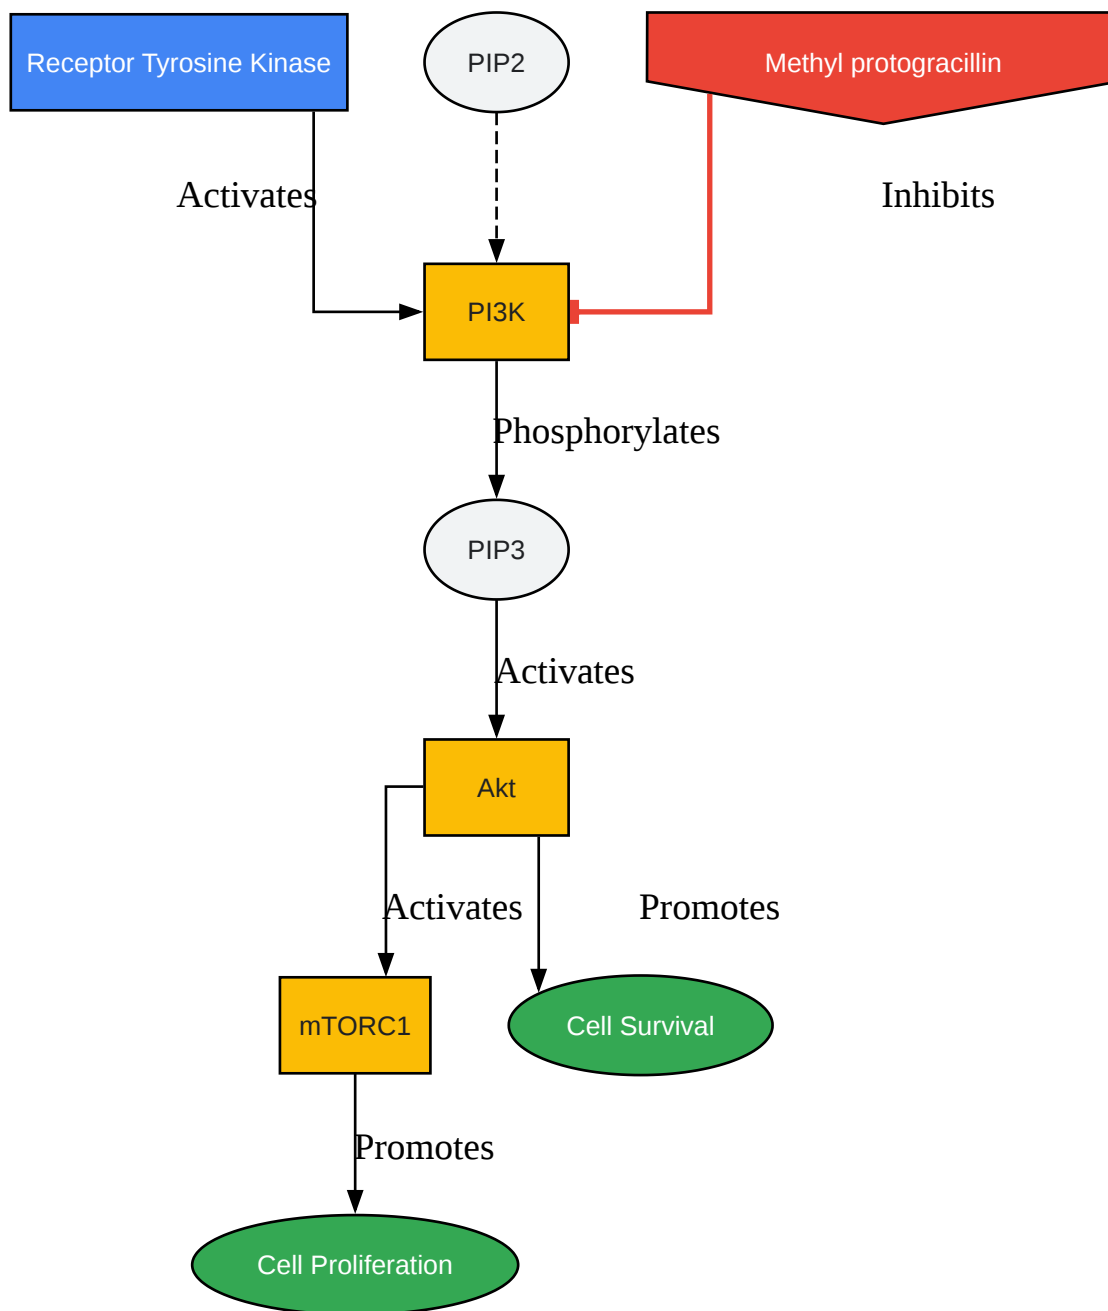 Receptor Tyrosine Kinase
PIP2
Methyl protogracillin
Activates
Inhibits
PI3K
Phosphorylates
PIP3
Activates
Akt
Activates
Promotes
mTORC1
Cell Survival
Promotes
Cell Proliferation